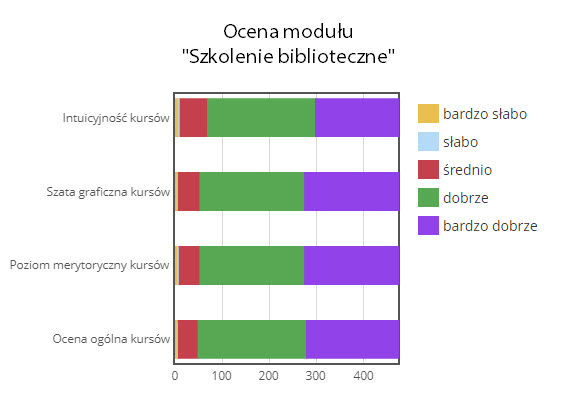 Ocena modułu
"Szkolenie biblioteczne"
Intuicyjność kursów
Szata graficzna kursów
Poziom merytoryczny kursów
Ocena ogólna kursów
0 100 200 300 400
bardzo słabo
słabo
średnio
dobrze
bardzo dobrze